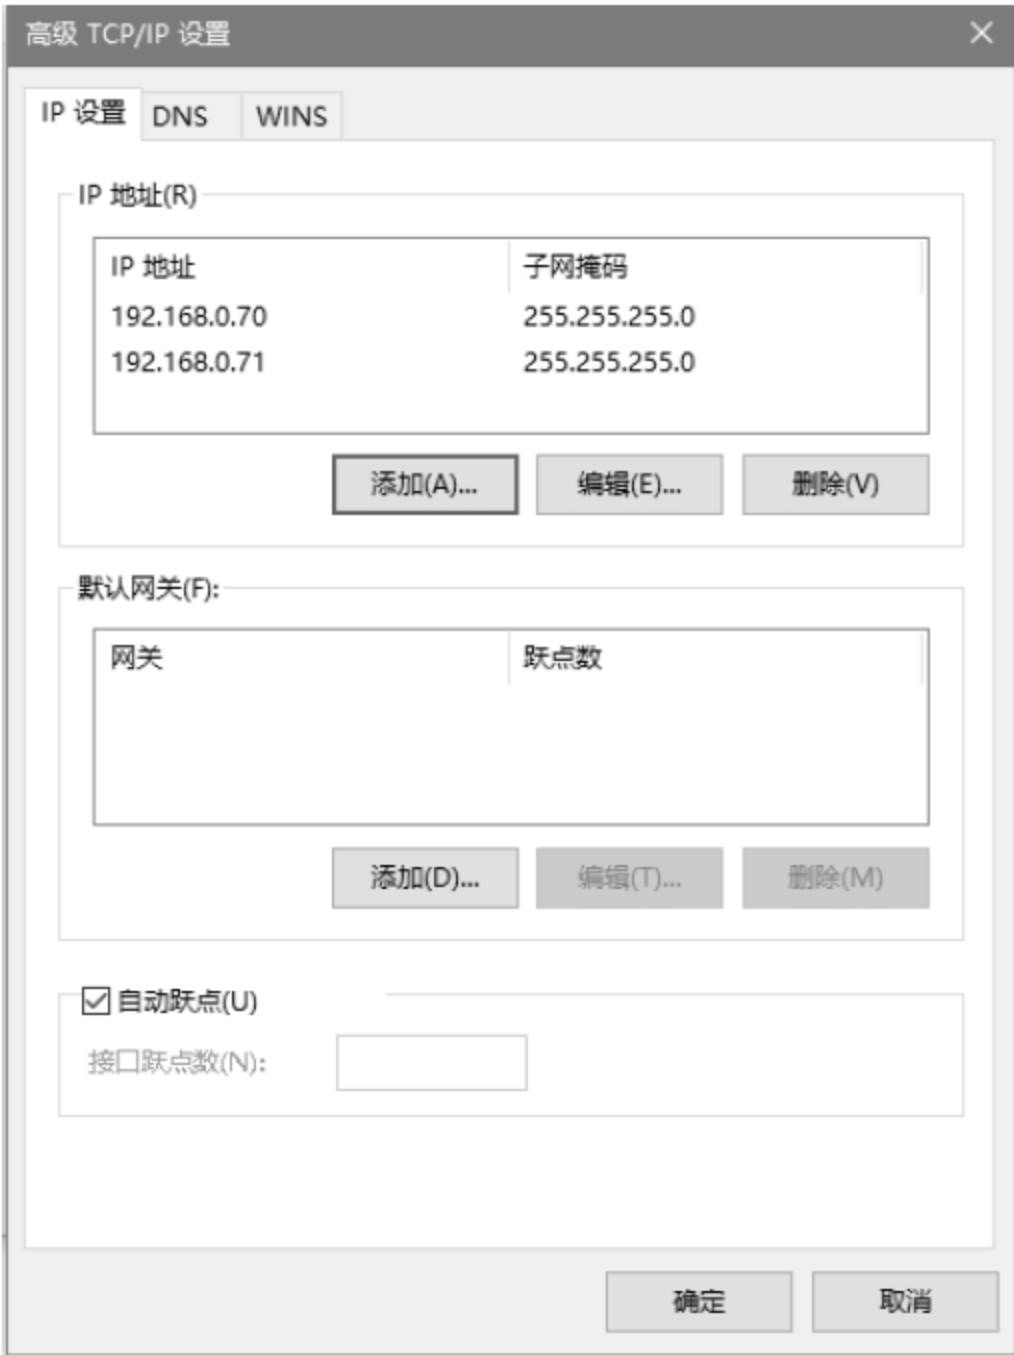 高级 TCP/IP 设置
IP 设置 DNS WINS
IP 地址(R)
IP 地址 子网掩码
192.168.0.70 255.255.255.0
192.168.0.71 255.255.255.0
添加(A)... 编辑(E)... 删除(V)
默认网关(F):
网关 跃点数
添加(D)... 编辑(T)... 删除(M)
自动跃点(U)
接口跃点数(N):
确定 取消